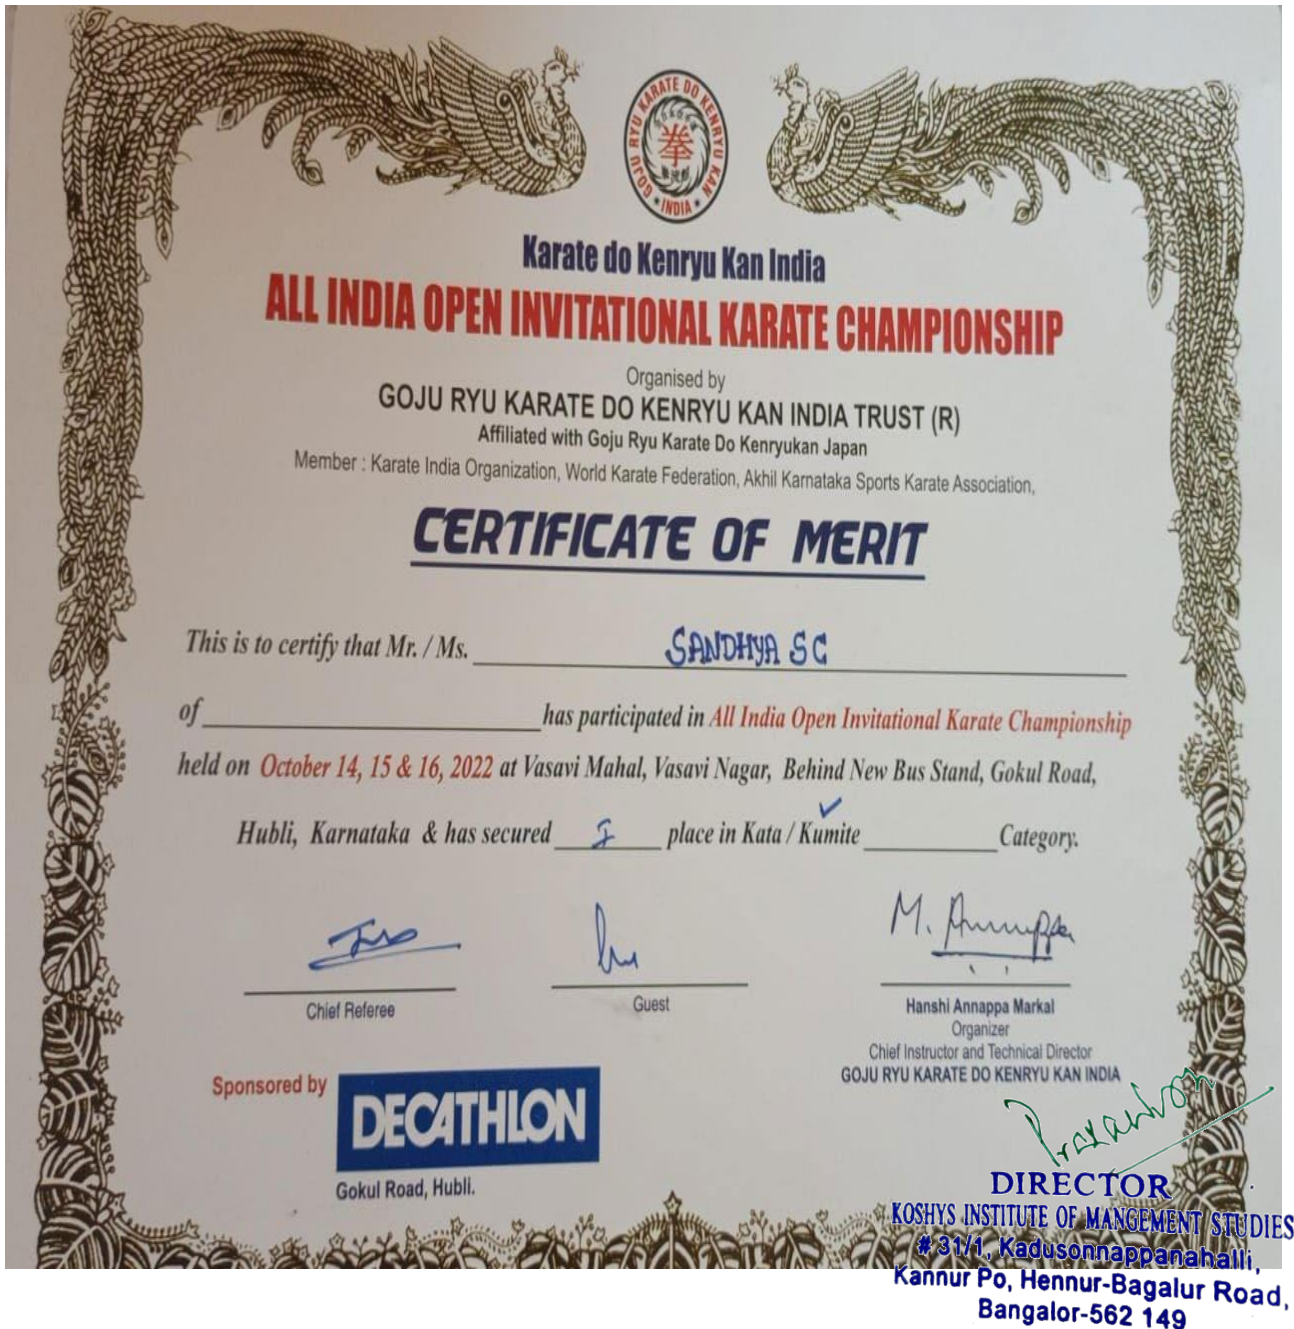 GOJU RYU KARATE DO KENRYU KAN
INDIA
拳
Karate do Kenryu Kan India
ALL INDIA OPEN INVITATIONAL KARATE CHAMPIONSHIP
Organised by
GOJU RYU KARATE DO KENRYU KAN INDIA TRUST (R)
Affiliated with Goju Ryu Karate Do Kenryukan Japan
Member : Karate India Organization, World Karate Federation, Akhil Karnataka Sports Karate Association,
CERTIFICATE OF MERIT
This is to certify that Mr. / Ms. SANDHYA S C
of has participated in All India Open Invitational Karate Championship
held on October 14, 15 & 16, 2022 at Vasavi Mahal, Vasavi Nagar, Behind New Bus Stand, Gokul Road,
Hubli, Karnataka & has secured I place in Kata / Kumite Category.
Chief Referee
Guest
Hanshi Annappa Markal
Organizer
Chief Instructor and Technical Director
GOJU RYU KARATE DO KENRYU KAN INDIA
Sponsored by
DECATHLON
Gokul Road, Hubli.
DIRECTOR
KOSHYS INSTITUTE OF MANGEMENT STUDIES
# 31/1, Kadusonnappanahalli,
Kannur Po, Hennur-Bagalur Road,
Bangalor-562 149